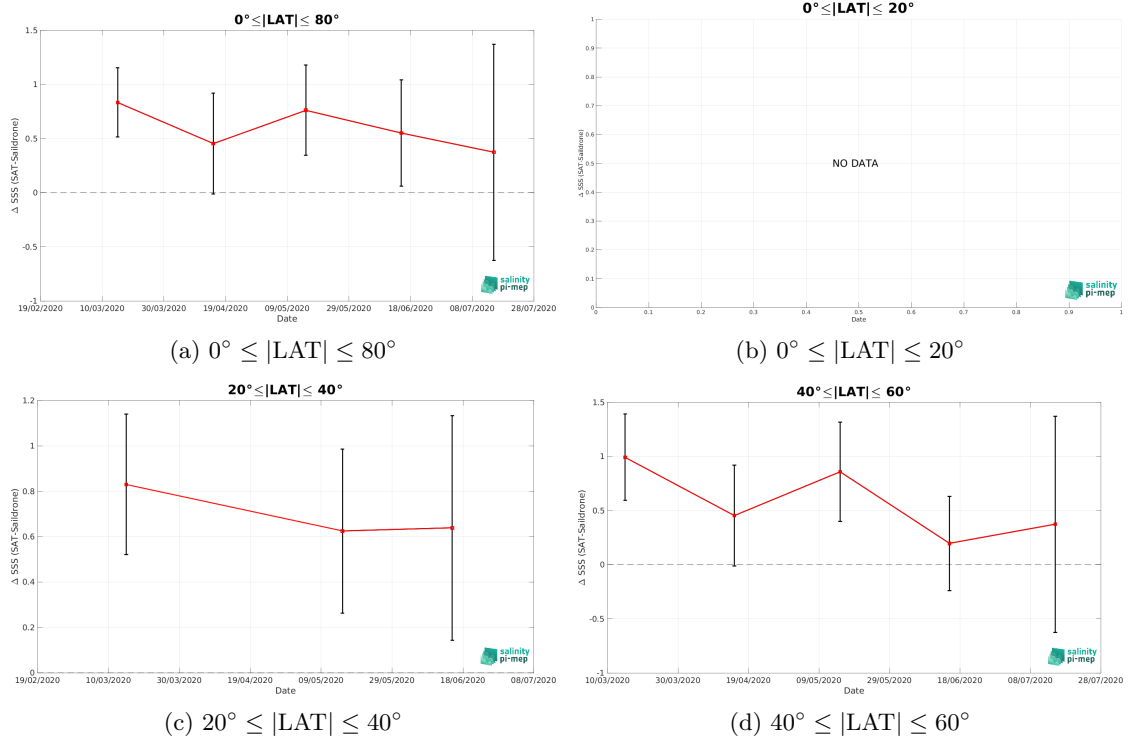 0°≤|LAT|≤ 80°
1.5
1
0.5
0
-0.5
-1
Δ SSS (SAT-Saildrone)
19/02/2020 10/03/2020 30/03/2020 19/04/2020 09/05/2020 29/05/2020 18/06/2020 08/07/2020 28/07/2020
Date
salinity
pi-mep
(a) 0° ≤ |LAT| ≤ 80°
0°≤|LAT|≤ 20°
1
0.9
0.8
0.7
0.6
0.5
0.4
0.3
0.2
0.1
0
Δ SSS (SAT-Saildrone)
NO DATA
0 0.1 0.2 0.3 0.4 0.5 0.6 0.7 0.8 0.9 1
Date
salinity
pi-mep
(b) 0° ≤ |LAT| ≤ 20°
20°≤|LAT|≤ 40°
1.2
1
0.8
0.6
0.4
0.2
0
Δ SSS (SAT-Saildrone)
19/02/2020 10/03/2020 30/03/2020 19/04/2020 09/05/2020 29/05/2020 18/06/2020 08/07/2020
Date
salinity
pi-mep
(c) 20° ≤ |LAT| ≤ 40°
40°≤|LAT|≤ 60°
1.5
1
0.5
0
-0.5
-1
Δ SSS (SAT-Saildrone)
10/03/2020 30/03/2020 19/04/2020 09/05/2020 29/05/2020 18/06/2020 08/07/2020 28/07/2020
Date
salinity
pi-mep
(d) 40° ≤ |LAT| ≤ 60°